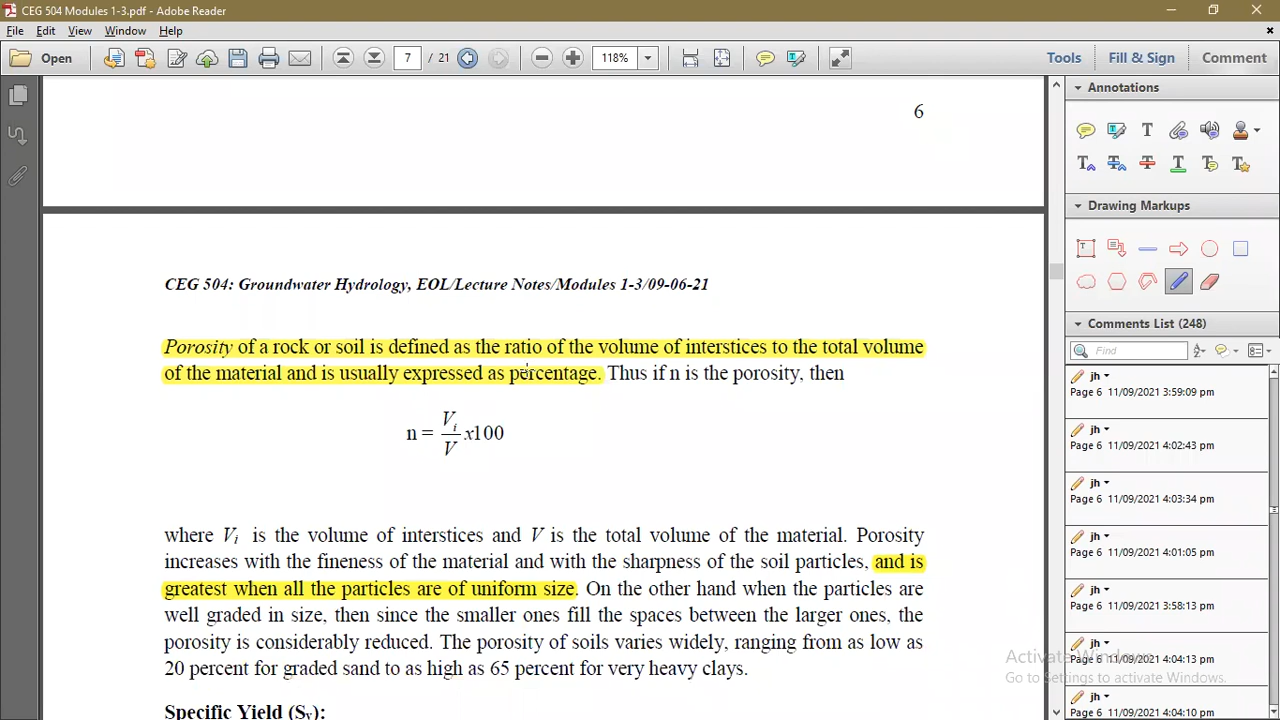 CEG 504 Modules 1-3.pdf - Adobe Reader
File Edit View Window Help
Open 7 / 21 118% Tools Fill & Sign Comment
Annotations
6
Drawing Markups
CEG 504: Groundwater Hydrology, EOL/Lecture Notes/Modules 1-3/09-06-21
Porosity of a rock or soil is defined as the ratio of the volume of interstices to the total volume
of the material and is usually expressed as percentage. Thus if n is the porosity, then
n = Vi/V x100
where Vi is the volume of interstices and V is the total volume of the material. Porosity
increases with the fineness of the material and with the sharpness of the soil particles, and is
greatest when all the particles are of uniform size. On the other hand when the particles are
well graded in size, then since the smaller ones fill the spaces between the larger ones, the
porosity is considerably reduced. The porosity of soils varies widely, ranging from as low as
20 percent for graded sand to as high as 65 percent for very heavy clays.
Specific Yield (Sy):
Comments List (248)
Find
jh
Page 6 11/09/2021 3:59:09 pm
jh
Page 6 11/09/2021 4:02:43 pm
jh
Page 6 11/09/2021 4:03:34 pm
jh
Page 6 11/09/2021 4:01:05 pm
jh
Page 6 11/09/2021 3:58:13 pm
jh
Page 6 11/09/2021 4:04:13 pm
jh
Page 6 11/09/2021 4:04:10 pm
Activate Windows
Go to Settings to activate Windows.